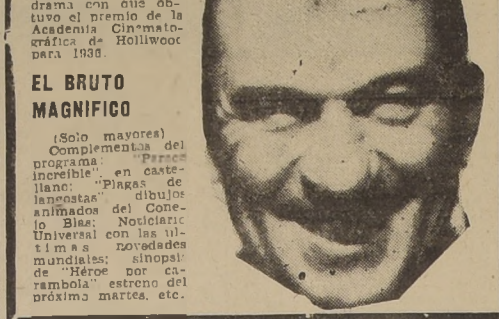 drama con que ob-
tuvo el premio de la
Academia Cinemato-
gráfica de Holliwood
para 1936.
EL BRUTO
MAGNIFICO
(Solo mayores)
Complementos del
programa: "Parece
increíble", en caste-
llano; "Plagas de
langostas" dibujos
animados del Cone-
jo Blas; Noticiario
Universal con las úl-
timas novedades
mundiales; sinopsis
de "Héroe por ca-
rambola" estreno del
próximo martes, etc.